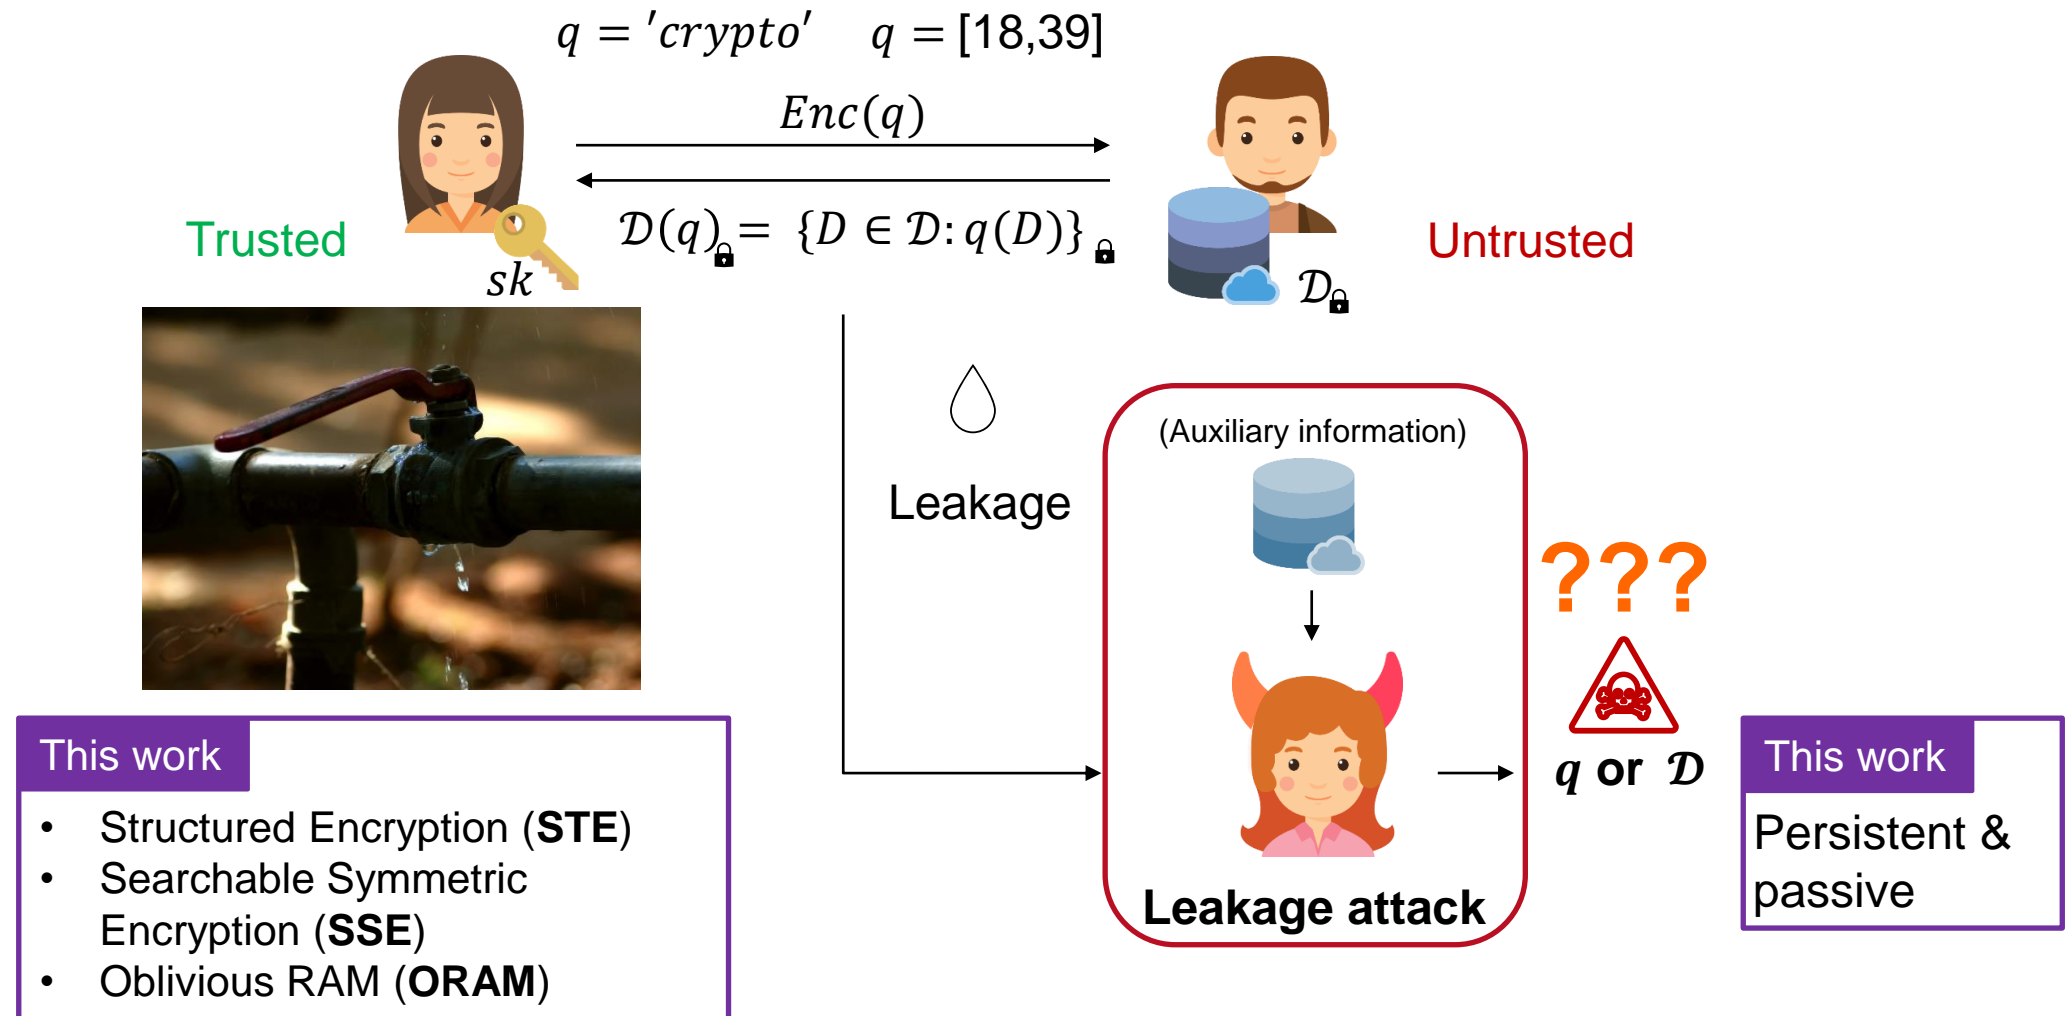 q = 'crypto' q = [18,39]
Enc(q)
𝒟(q) = {D ∈ 𝒟: q(D)}
Trusted
Untrusted
sk
𝒟
(Auxiliary information)
Leakage
???
q or 𝒟
Leakage attack
This work
• Structured Encryption (STE)
• Searchable Symmetric
Encryption (SSE)
• Oblivious RAM (ORAM)
This work
Persistent &
passive